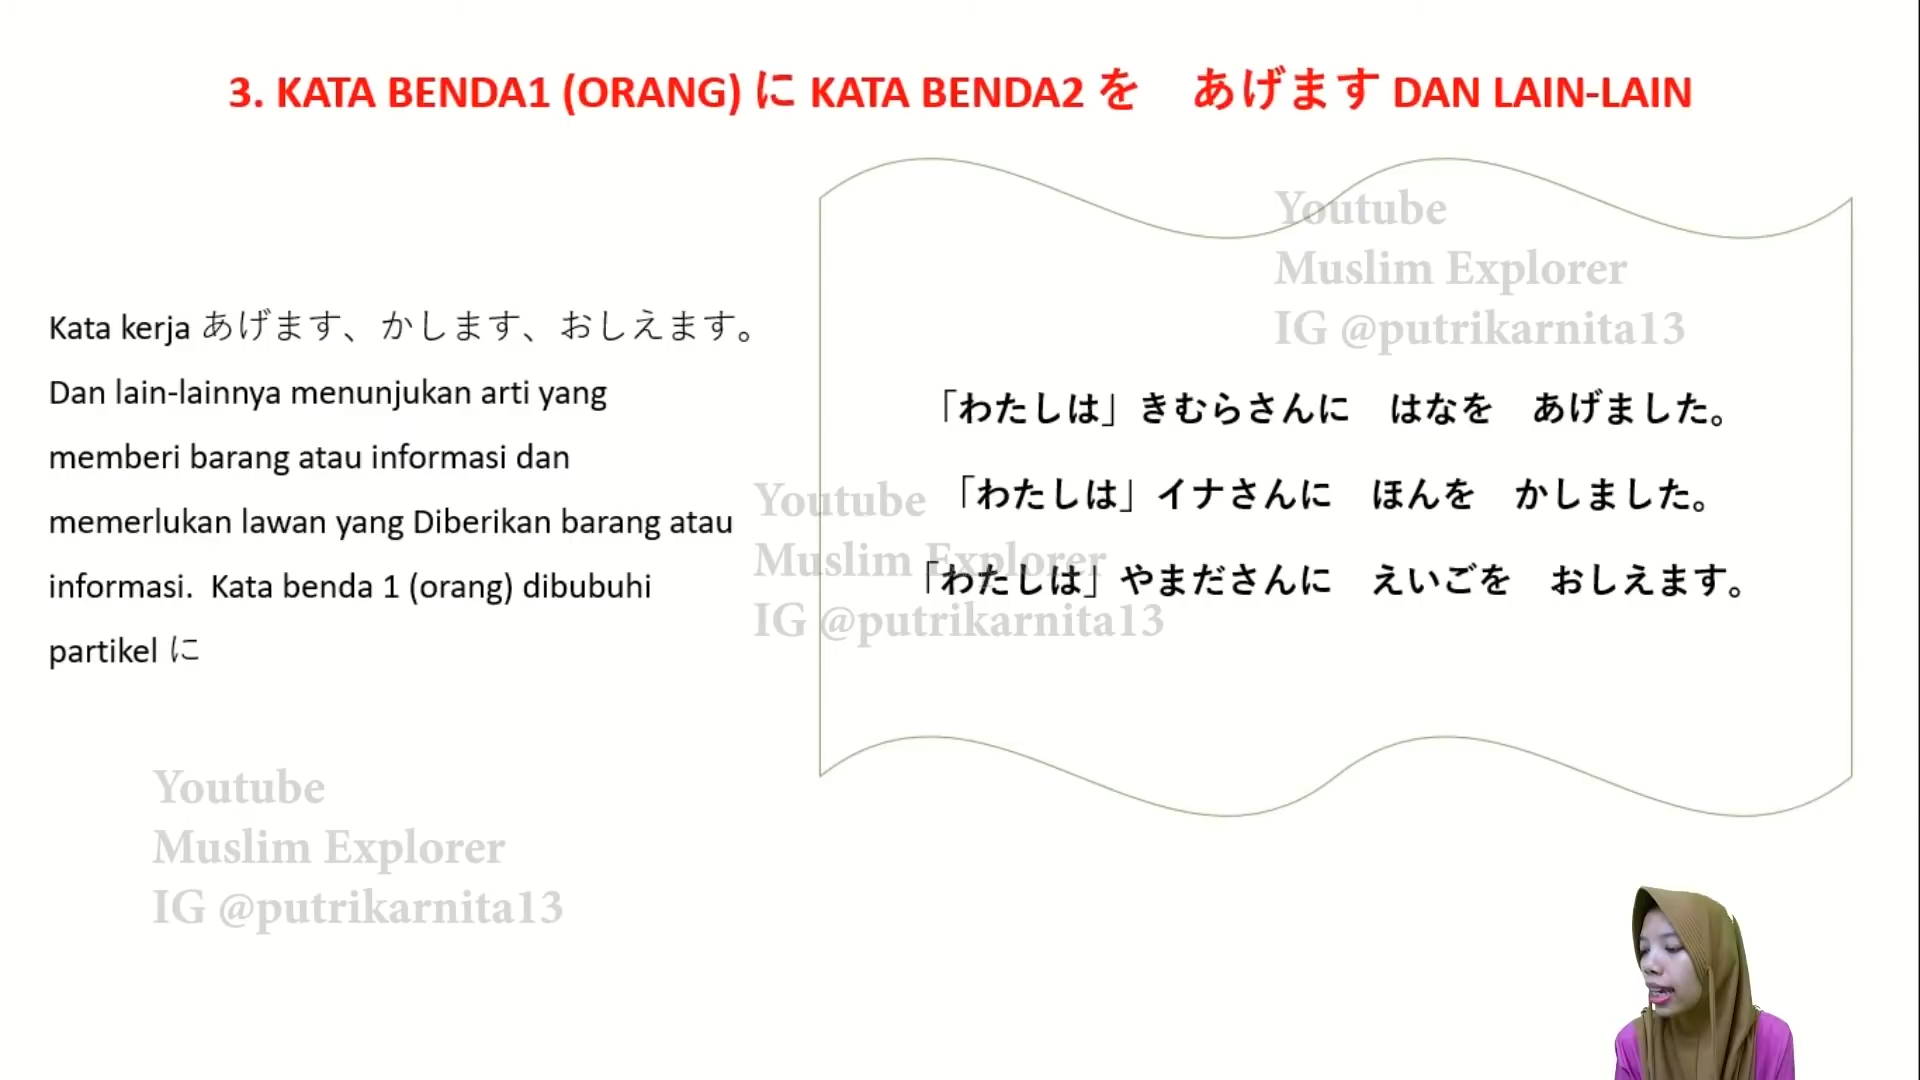 3. KATA BENDA1 (ORANG) に KATA BENDA2 を　あげます DAN LAIN-LAIN
Kata kerja あげます、かします、おしえます。
Dan lain-lainnya menunjukan arti yang
memberi barang atau informasi dan
memerlukan lawan yang Diberikan barang atau
informasi. Kata benda 1 (orang) dibubuhi
partikel に
Youtube
Muslim Explorer
IG @putrikarnita13
「わたしは」きむらさんに　はなを　あげました。
「わたしは」イナさんに　ほんを　かしました。
「わたしは」やまださんに　えいごを　おしえます。
Youtube
Muslim Explorer
IG @putrikarnita13
Youtube
Muslim Explorer
IG @putrikarnita13